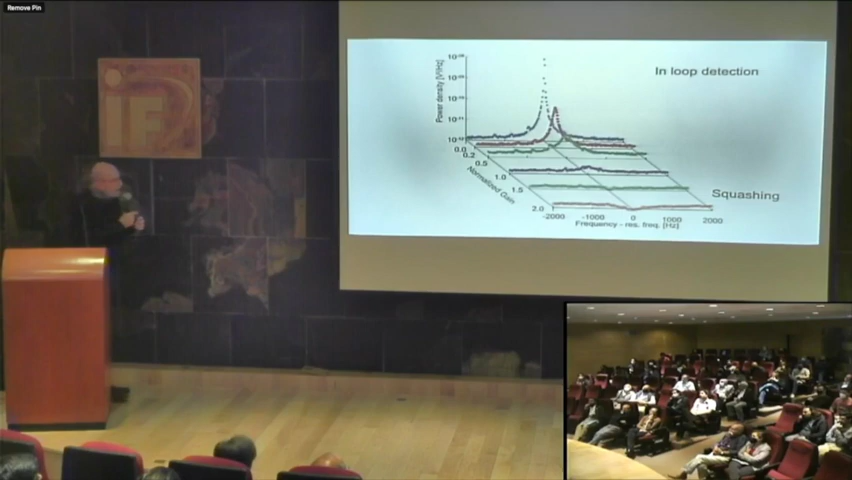 Remove Pin
IF
In loop detection
Power density [V²/Hz]
0.0
0.2
0.5
1.0
1.5
2.0
Normalized Gain
-2000 -1000 0 1000 2000
Frequency - res. freq. [Hz]
Squashing